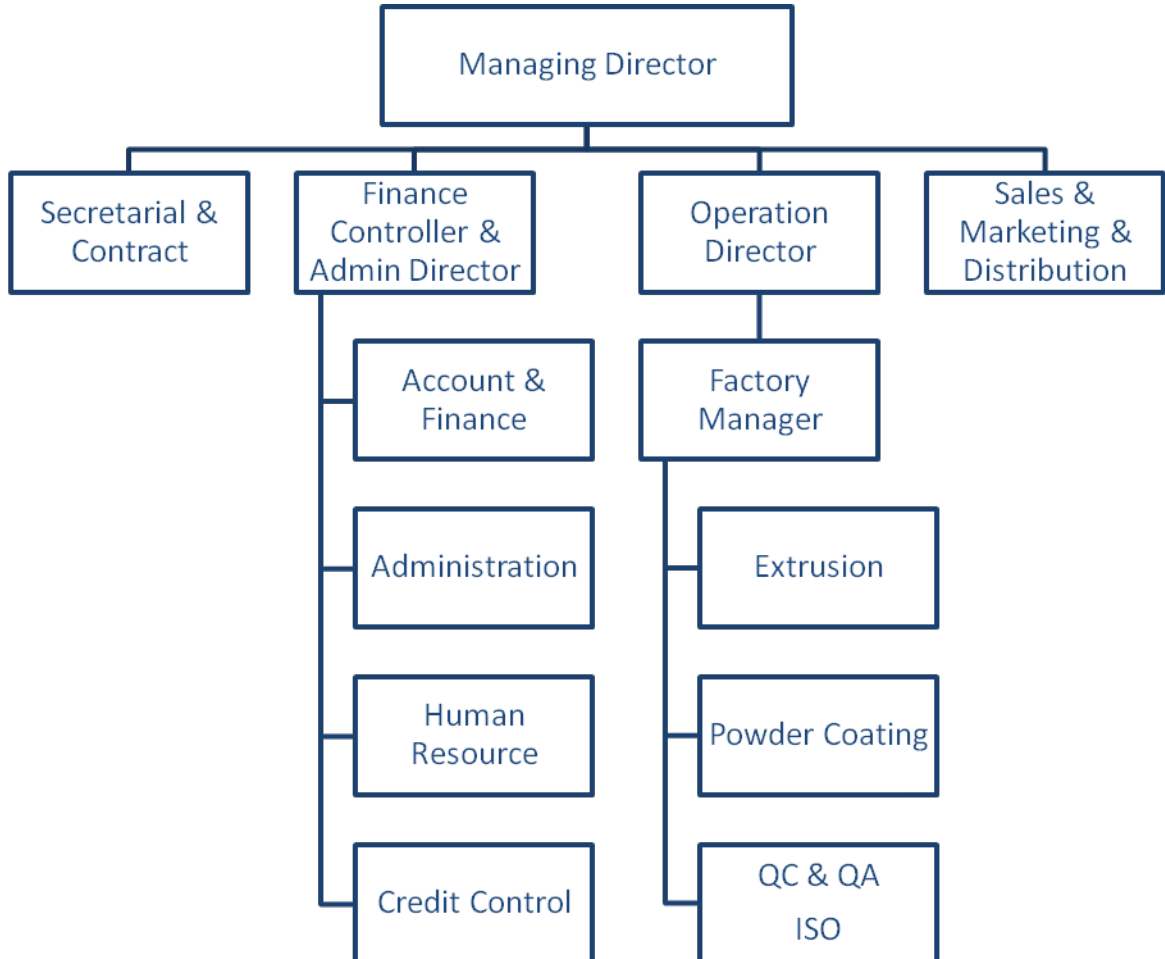 Managing Director
Secretarial &
Contract
Finance
Controller &
Admin Director
Operation
Director
Sales &
Marketing &
Distribution
Account &
Finance
Administration
Human
Resource
Credit Control
Factory
Manager
Extrusion
Powder Coating
QC & QA
ISO